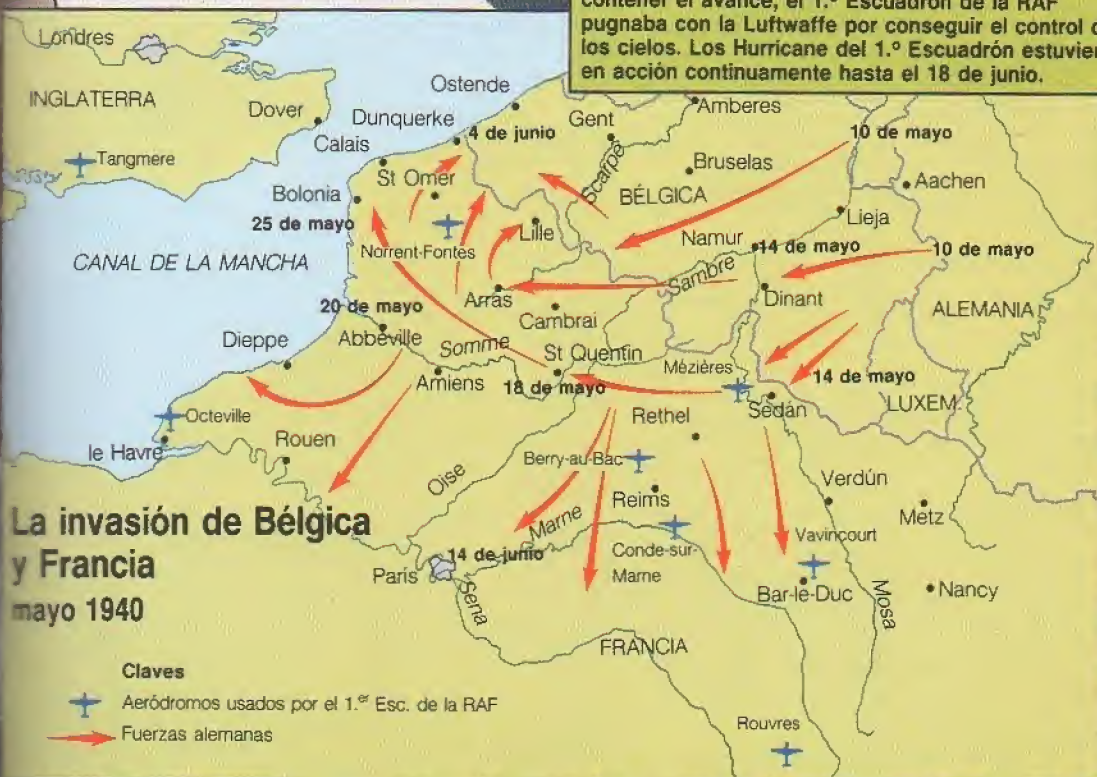 contener el avance, el 1.º Escuadrón de la RAF
pugnaba con la Luftwaffe por conseguir el control
los cielos. Los Hurricane del 1.º Escuadrón
en acción continuamente hasta el 18 de junio.
Londres
INGLATERRA
Dover
Tangmere
Ostende
Dunquerke
4 de junio
Calais
Gent
Amberes
10 de mayo
St Omer
Scarpe
Bruselas
BÉLGICA
Aachen
Bolonia
25 de mayo
Lille
Lieja
Norrent-Fontes
Namur
14 de mayo
10 de mayo
CANAL DE LA MANCHA
Arras
Sambre
Dinant
ALEMANIA
20 de mayo
Cambrai
Abbeville
Somme
Dieppe
St Quentin
Mézières
Amiens
18 de mayo
14 de mayo
Sedán
LUXEM.
Octeville
Rethel
le Havre
Rouen
Oise
Berry-au-Bac
Verdún
Reims
Metz
La invasión de Bélgica
y Francia
mayo 1940
Marne
Vavincourt
14 de junio
Conde-sur-
Marne
París
Sena
Bar-le-Duc
Mosa
Nancy
FRANCIA
Claves
Aeródromos usados por el 1.er Esc. de la RAF
Fuerzas alemanas
Rouvres